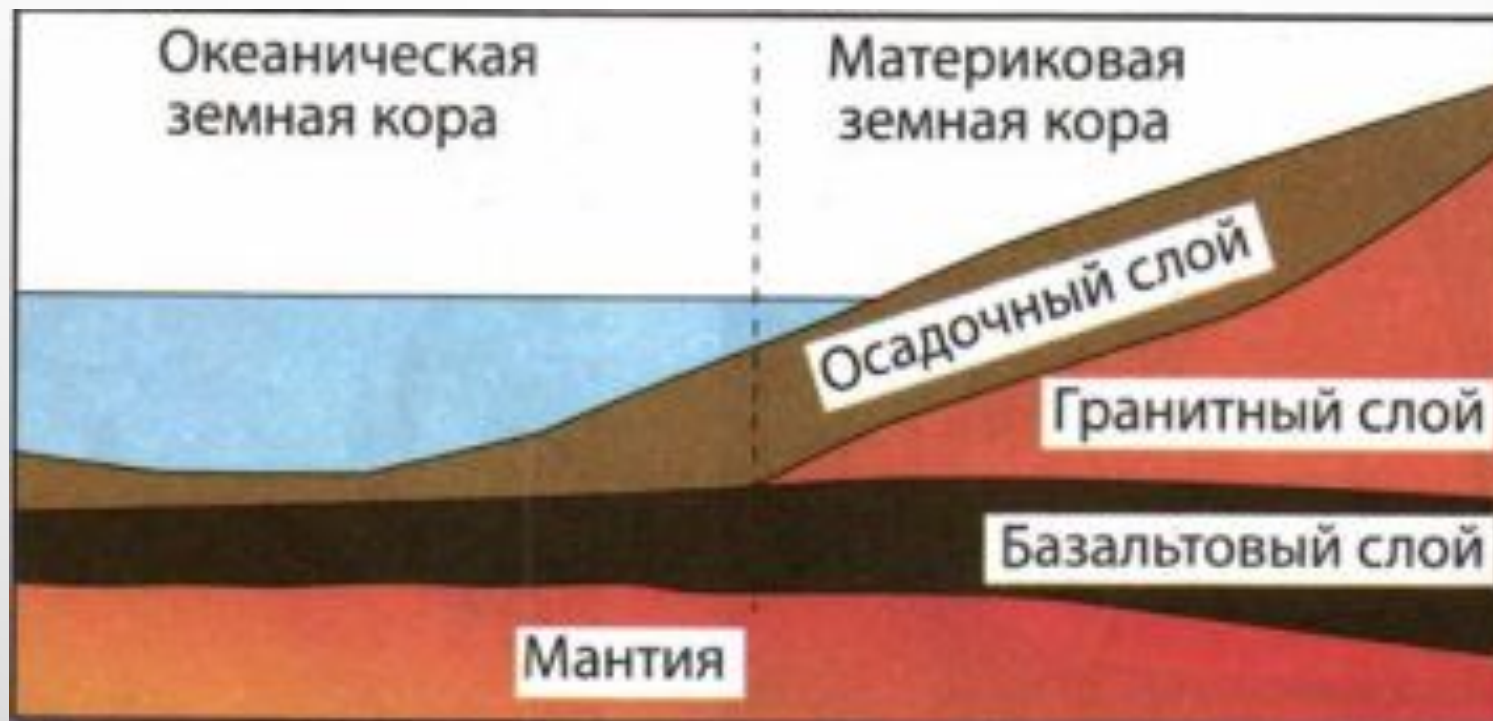 Океаническая
земная кора
Материковая
земная кора
Осадочный слой
Гранитный слой
Базальтовый слой
Мантия